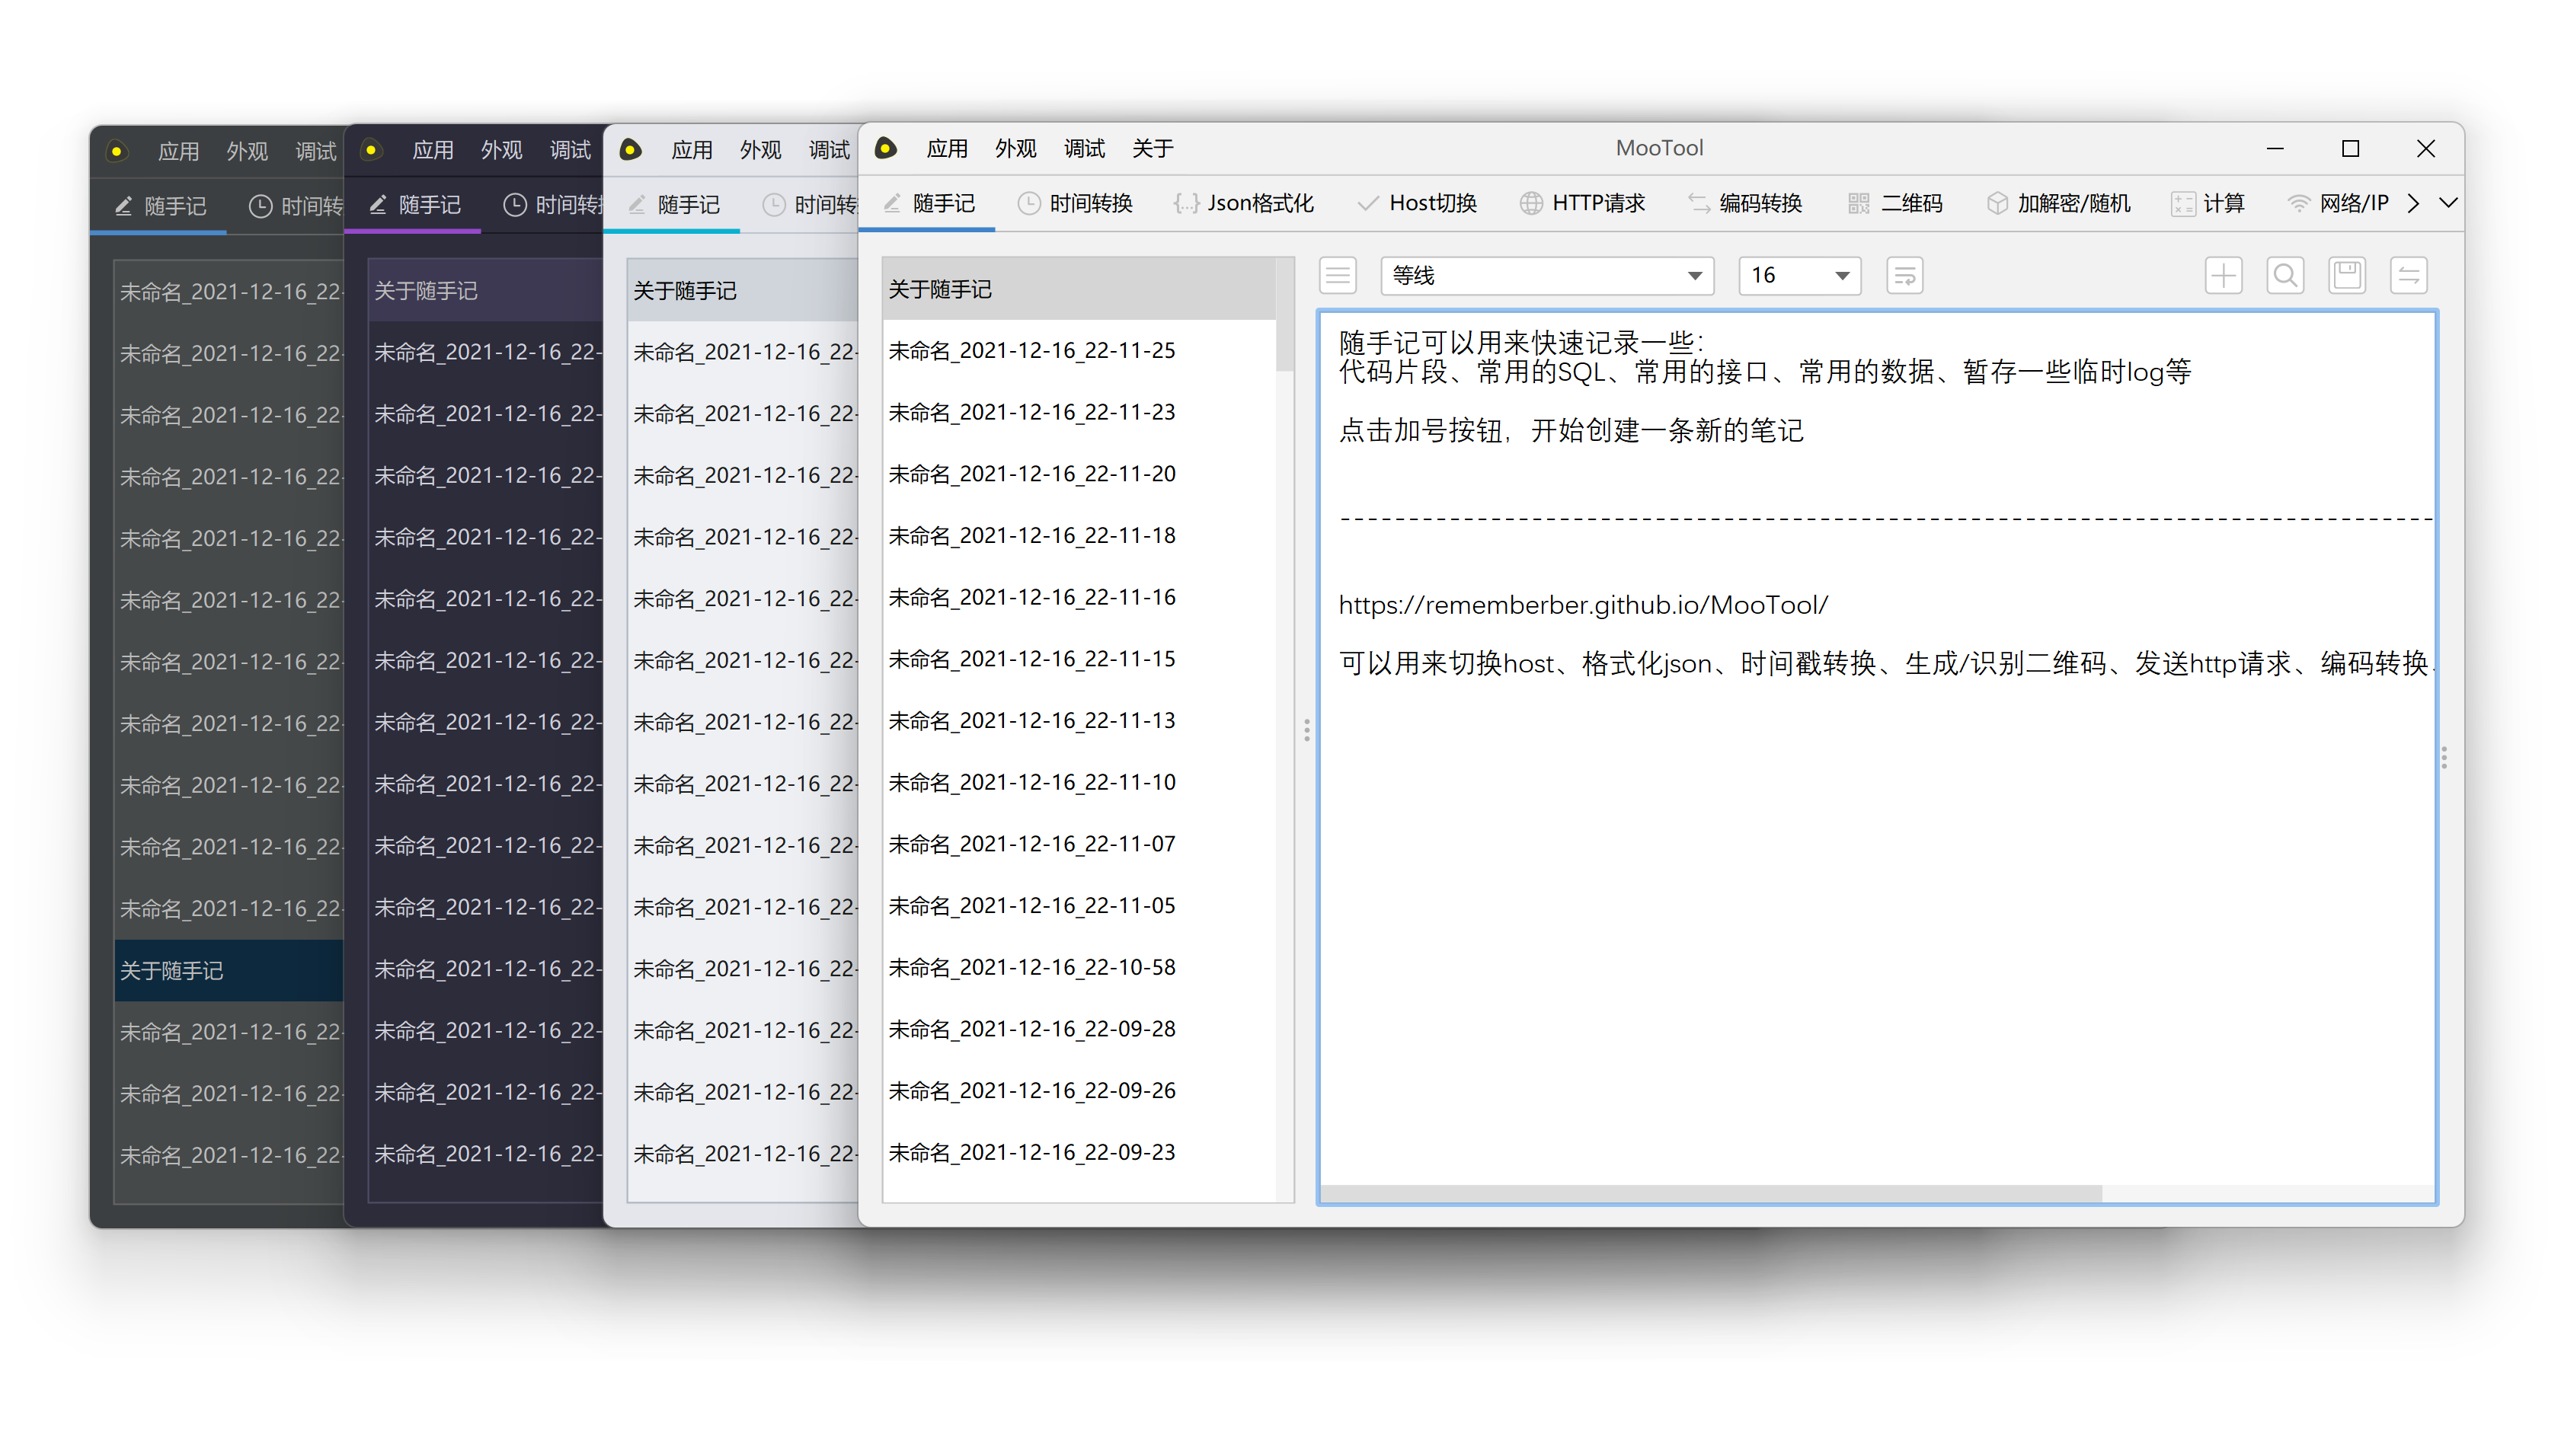 应用 外观 调试
随手记 时间转
未命名_2021-12-16_22-
未命名_2021-12-16_22-
未命名_2021-12-16_22-
未命名_2021-12-16_22-
未命名_2021-12-16_22-
未命名_2021-12-16_22-
未命名_2021-12-16_22-
未命名_2021-12-16_22-
未命名_2021-12-16_22-
未命名_2021-12-16_22-
未命名_2021-12-16_22-
关于随手记
未命名_2021-12-16_22-
未命名_2021-12-16_22-
未命名_2021-12-16_22-
应用 外观 调试
随手记 时间转
关于随手记
未命名_2021-12-16_22-
未命名_2021-12-16_22-
未命名_2021-12-16_22-
未命名_2021-12-16_22-
未命名_2021-12-16_22-
未命名_2021-12-16_22-
未命名_2021-12-16_22-
未命名_2021-12-16_22-
未命名_2021-12-16_22-
未命名_2021-12-16_22-
未命名_2021-12-16_22-
未命名_2021-12-16_22-
未命名_2021-12-16_22-
未命名_2021-12-16_22-
应用 外观 调试
随手记 时间转
关于随手记
未命名_2021-12-16_22-
未命名_2021-12-16_22-
未命名_2021-12-16_22-
未命名_2021-12-16_22-
未命名_2021-12-16_22-
未命名_2021-12-16_22-
未命名_2021-12-16_22-
未命名_2021-12-16_22-
未命名_2021-12-16_22-
未命名_2021-12-16_22-
未命名_2021-12-16_22-
未命名_2021-12-16_22-
未命名_2021-12-16_22-
未命名_2021-12-16_22-
应用 外观 调试 关于 MooTool
随手记 时间转换 {...} Json格式化 Host切换 HTTP请求 编码转换 二维码 加解密/随机 计算 网络/IP
关于随手记
未命名_2021-12-16_22-11-25
未命名_2021-12-16_22-11-23
未命名_2021-12-16_22-11-20
未命名_2021-12-16_22-11-18
未命名_2021-12-16_22-11-16
未命名_2021-12-16_22-11-15
未命名_2021-12-16_22-11-13
未命名_2021-12-16_22-11-10
未命名_2021-12-16_22-11-07
未命名_2021-12-16_22-11-05
未命名_2021-12-16_22-10-58
未命名_2021-12-16_22-09-28
未命名_2021-12-16_22-09-26
未命名_2021-12-16_22-09-23
等线 16
随手记可以用来快速记录一些：
代码片段、常用的SQL、常用的接口、常用的数据、暂存一些临时log等
点击加号按钮，开始创建一条新的笔记
--------------------------------------------------------------------------------
https://rememberber.github.io/MooTool/
可以用来切换host、格式化json、时间戳转换、生成/识别二维码、发送http请求、编码转换、